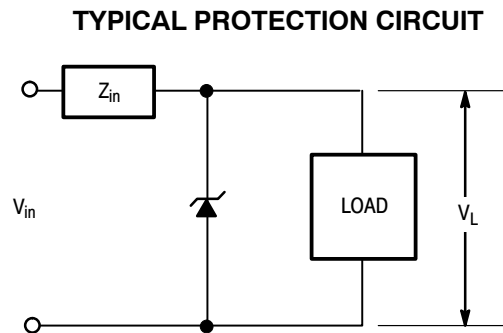 TYPICAL PROTECTION CIRCUIT
Zin
Vin
LOAD
VL